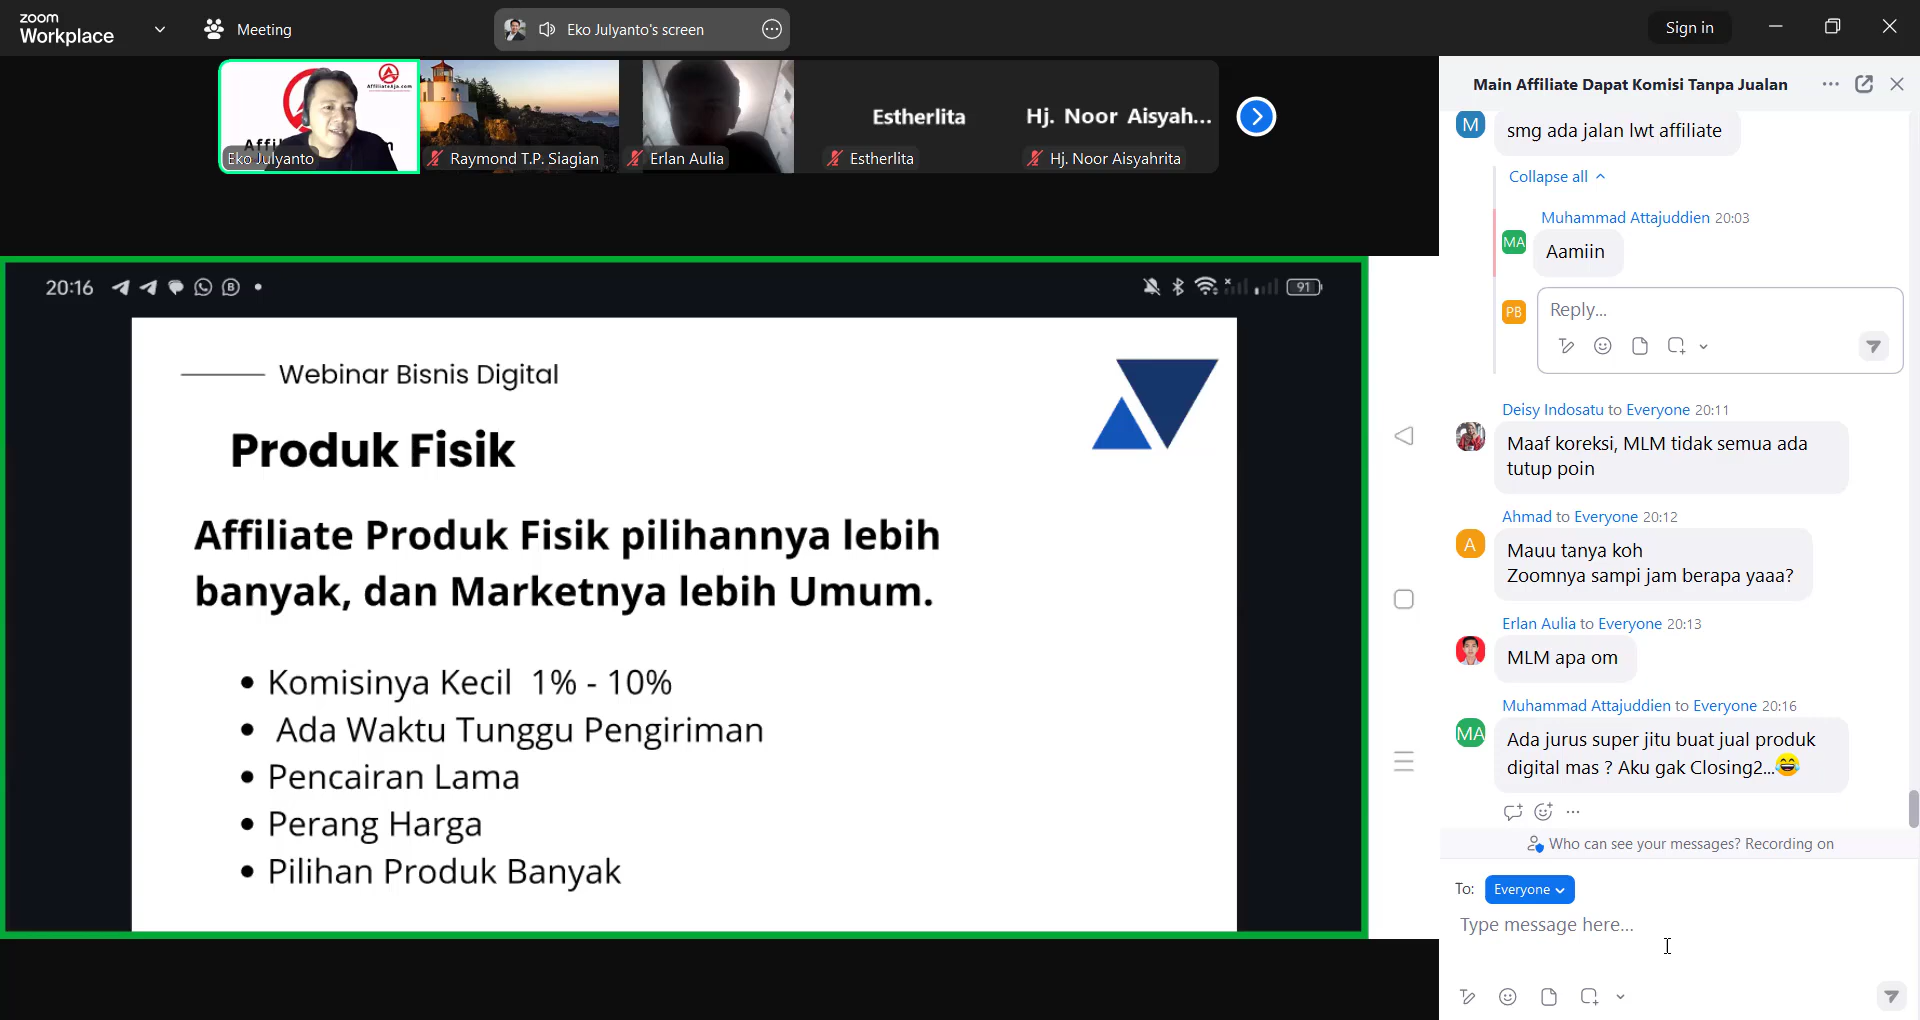 zoom
Workplace
Meeting
Eko Julyanto's screen
Sign in
AffiliateAja.com
Eko Julyanto
Raymond T.P. Siagian
Erlan Aulia
Estherlita
Estherlita
Hj. Noor Aisyah...
Hj. Noor Aisyahrita
20:16
B
91
Webinar Bisnis Digital
Produk Fisik
Affiliate Produk Fisik pilihannya lebih
banyak, dan Marketnya lebih Umum.
• Komisinya Kecil 1% - 10%
• Ada Waktu Tunggu Pengiriman
• Pencairan Lama
• Perang Harga
• Pilihan Produk Banyak
Main Affiliate Dapat Komisi Tanpa Jualan
M
smg ada jalan lwt affiliate
Collapse all
Muhammad Attajuddien 20:03
MA
Aamiin
PB
Reply...
Deisy Indosatu to Everyone 20:11
Maaf koreksi, MLM tidak semua ada
tutup poin
Ahmad to Everyone 20:12
A
Mauu tanya koh
Zoomnya sampi jam berapa yaaa?
Erlan Aulia to Everyone 20:13
MLM apa om
Muhammad Attajuddien to Everyone 20:16
MA
Ada jurus super jitu buat jual produk
digital mas ? Aku gak Closing2...😂
Who can see your messages? Recording on
To: Everyone
Type message here...